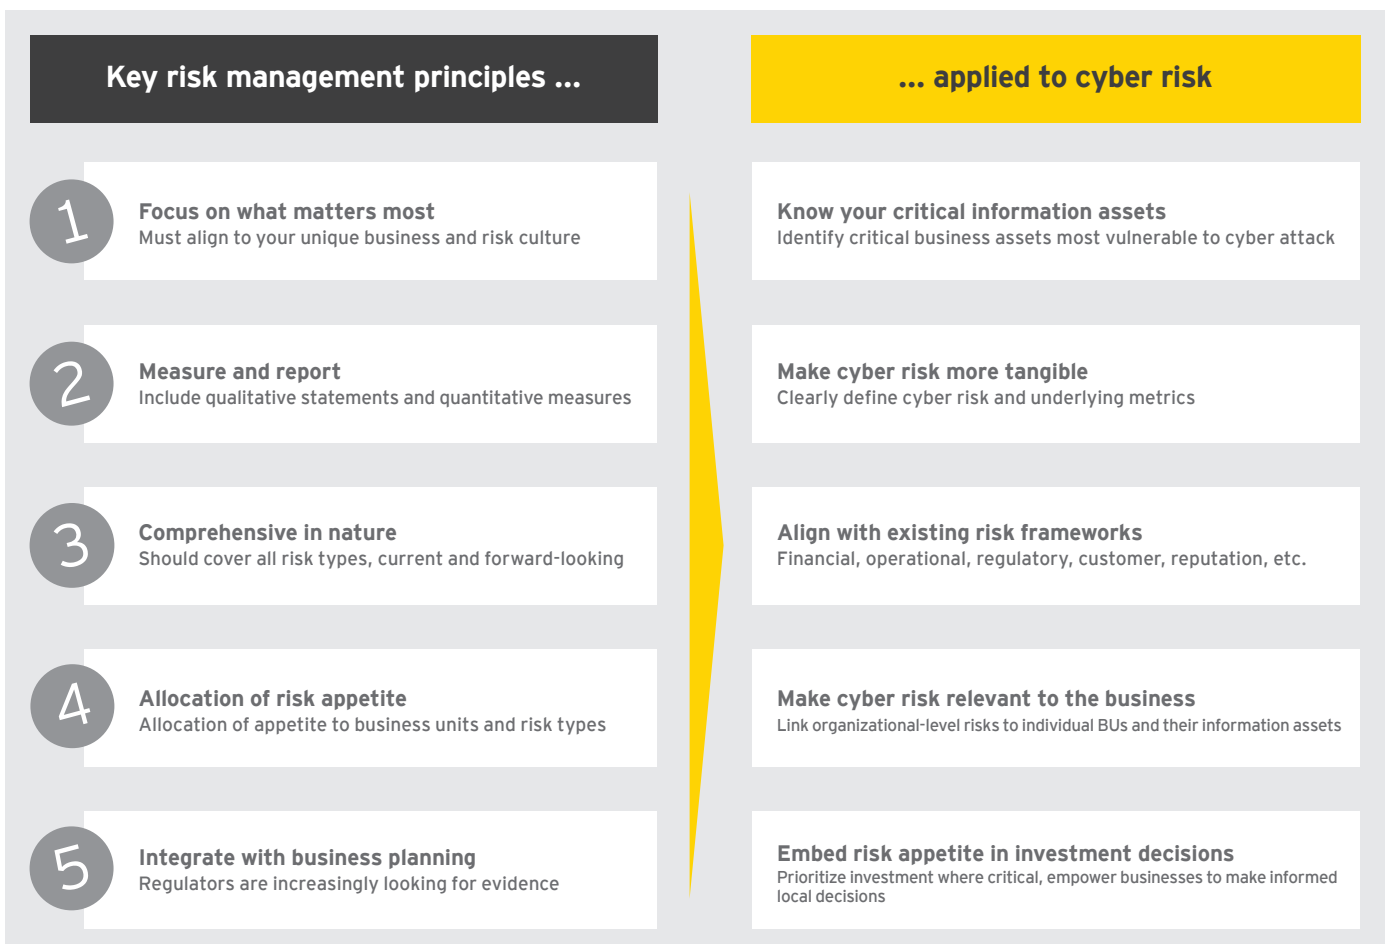 Key risk management principles ...
... applied to cyber risk
1
Focus on what matters most
Must align to your unique business and risk culture
Know your critical information assets
Identify critical business assets most vulnerable to cyber attack
2
Measure and report
Include qualitative statements and quantitative measures
Make cyber risk more tangible
Clearly define cyber risk and underlying metrics
3
Comprehensive in nature
Should cover all risk types, current and forward-looking
Align with existing risk frameworks
Financial, operational, regulatory, customer, reputation, etc.
4
Allocation of risk appetite
Allocation of appetite to business units and risk types
Make cyber risk relevant to the business
Link organizational-level risks to individual BUs and their information assets
5
Integrate with business planning
Regulators are increasingly looking for evidence
Embed risk appetite in investment decisions
Prioritize investment where critical, empower businesses to make informed
local decisions